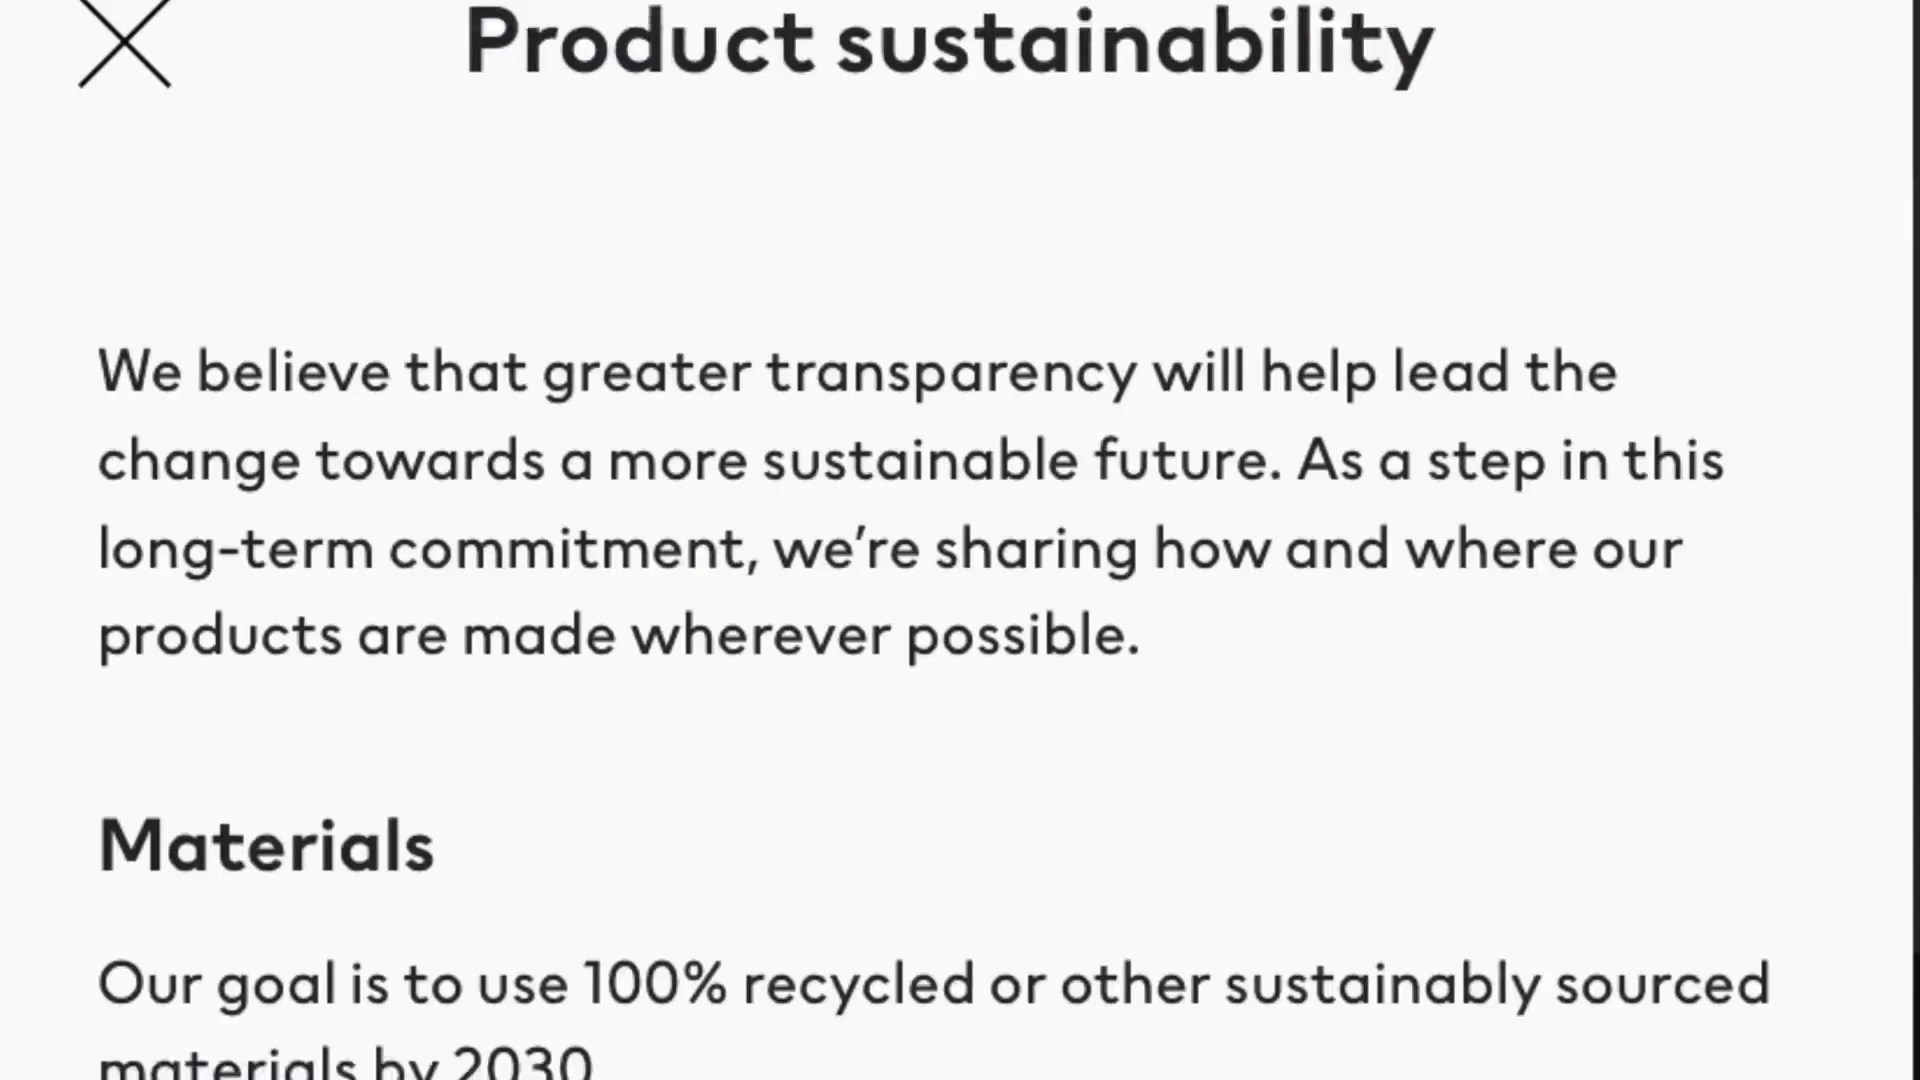 Product sustainability
We believe that greater transparency will help lead the
change towards a more sustainable future. As a step in this
long-term commitment, we’re sharing how and where our
products are made wherever possible.
Materials
Our goal is to use 100% recycled or other sustainably sourced
materials by 2030